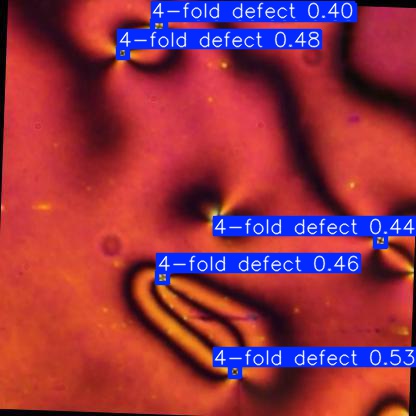 4-fold defect 0.40
4-fold defect 0.48
4-fold defect 0.44
4-fold defect 0.46
4-fold defect 0.53